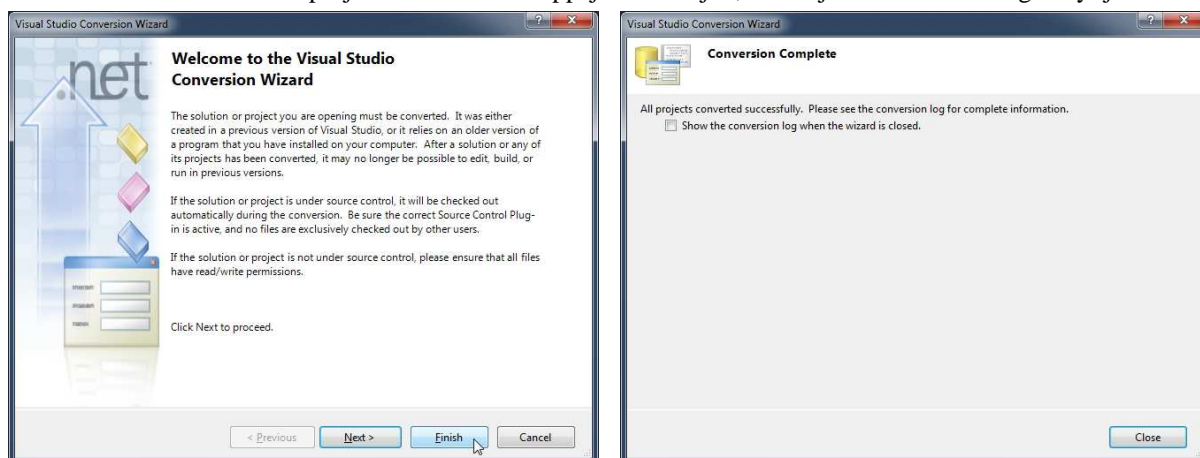 Visual Studio Conversion Wizard
.net
Welcome to the Visual Studio
Conversion Wizard
The solution or project you are opening must be converted. It was either
created in a previous version of Visual Studio, or it relies on an older version of
a program that you have installed on your computer. After a solution or any of
its projects has been converted, it may no longer be possible to edit, build, or
run in previous versions.
If the solution or project is under source control, it will be checked out
automatically during the conversion. Be sure the correct Source Control Plug-
in is active, and no files are exclusively checked out by other users.
If the solution or project is not under source control, please ensure that all files
have read/write permissions.
Click Next to proceed.
< Previous
Next >
Finish
Cancel
Visual Studio Conversion Wizard
Conversion Complete
All projects converted successfully. Please see the conversion log for complete information.
Show the conversion log when the wizard is closed.
Close